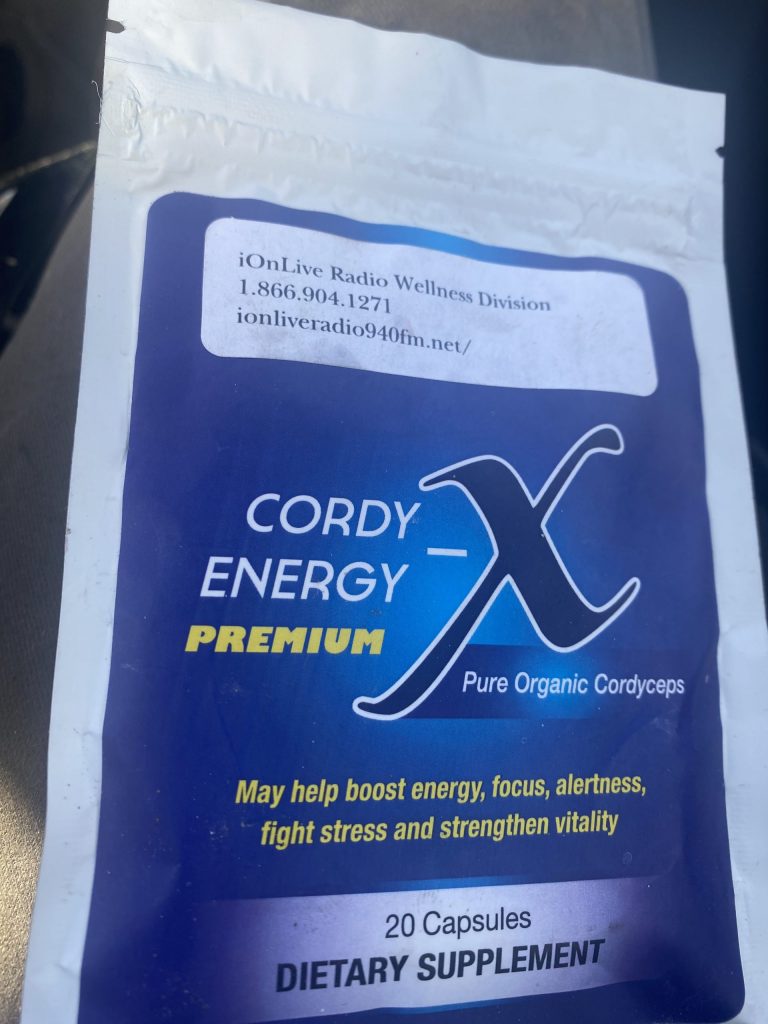 iOnLive Radio Wellness Division
1.866.904.1271
ionliveradio940fm.net/
CORDY
ENERGY
–X
PREMIUM
Pure Organic Cordyceps
May help boost energy, focus, alertness,
fight stress and strengthen vitality
20 Capsules
DIETARY SUPPLEMENT